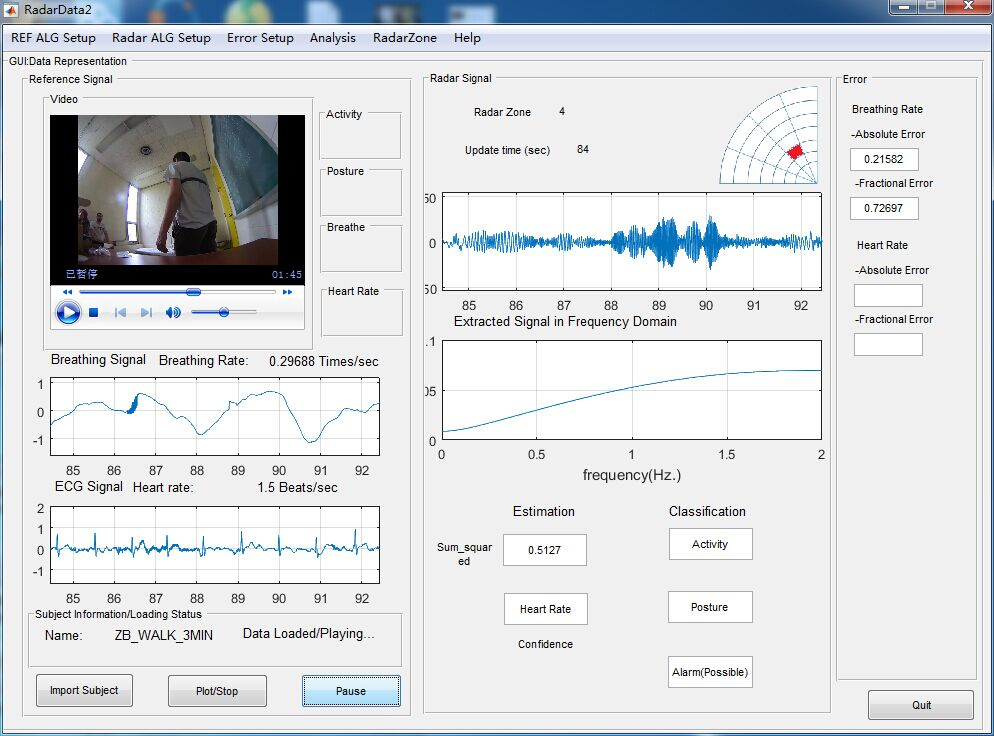 RadarData2
REF ALG Setup Radar ALG Setup Error Setup Analysis RadarZone Help
GUI:Data Representation
Reference Signal
Video
已暂停 01:45
Activity
Posture
Breathe
Heart Rate
Breathing Signal Breathing Rate: 0.29688 Times/sec
1
0
-1
85 86 87 88 89 90 91 92
ECG Signal Heart rate: 1.5 Beats/sec
2
1
0
-1
85 86 87 88 89 90 91 92
Subject Information/Loading Status
Name: ZB_WALK_3MIN Data Loaded/Playing...
Import Subject Plot/Stop Pause
Radar Signal
Radar Zone 4
Update time (sec) 84
50
0
50
85 86 87 88 89 90 91 92
Extracted Signal in Frequency Domain
.1
05
0
0 0.5 1 1.5 2
frequency(Hz.)
Estimation Classification
Sum_squar
ed
0.5127
Activity
Heart Rate
Posture
Confidence
Alarm(Possible)
Error
Breathing Rate
-Absolute Error
0.21582
-Fractional Error
0.72697
Heart Rate
-Absolute Error
-Fractional Error
Quit